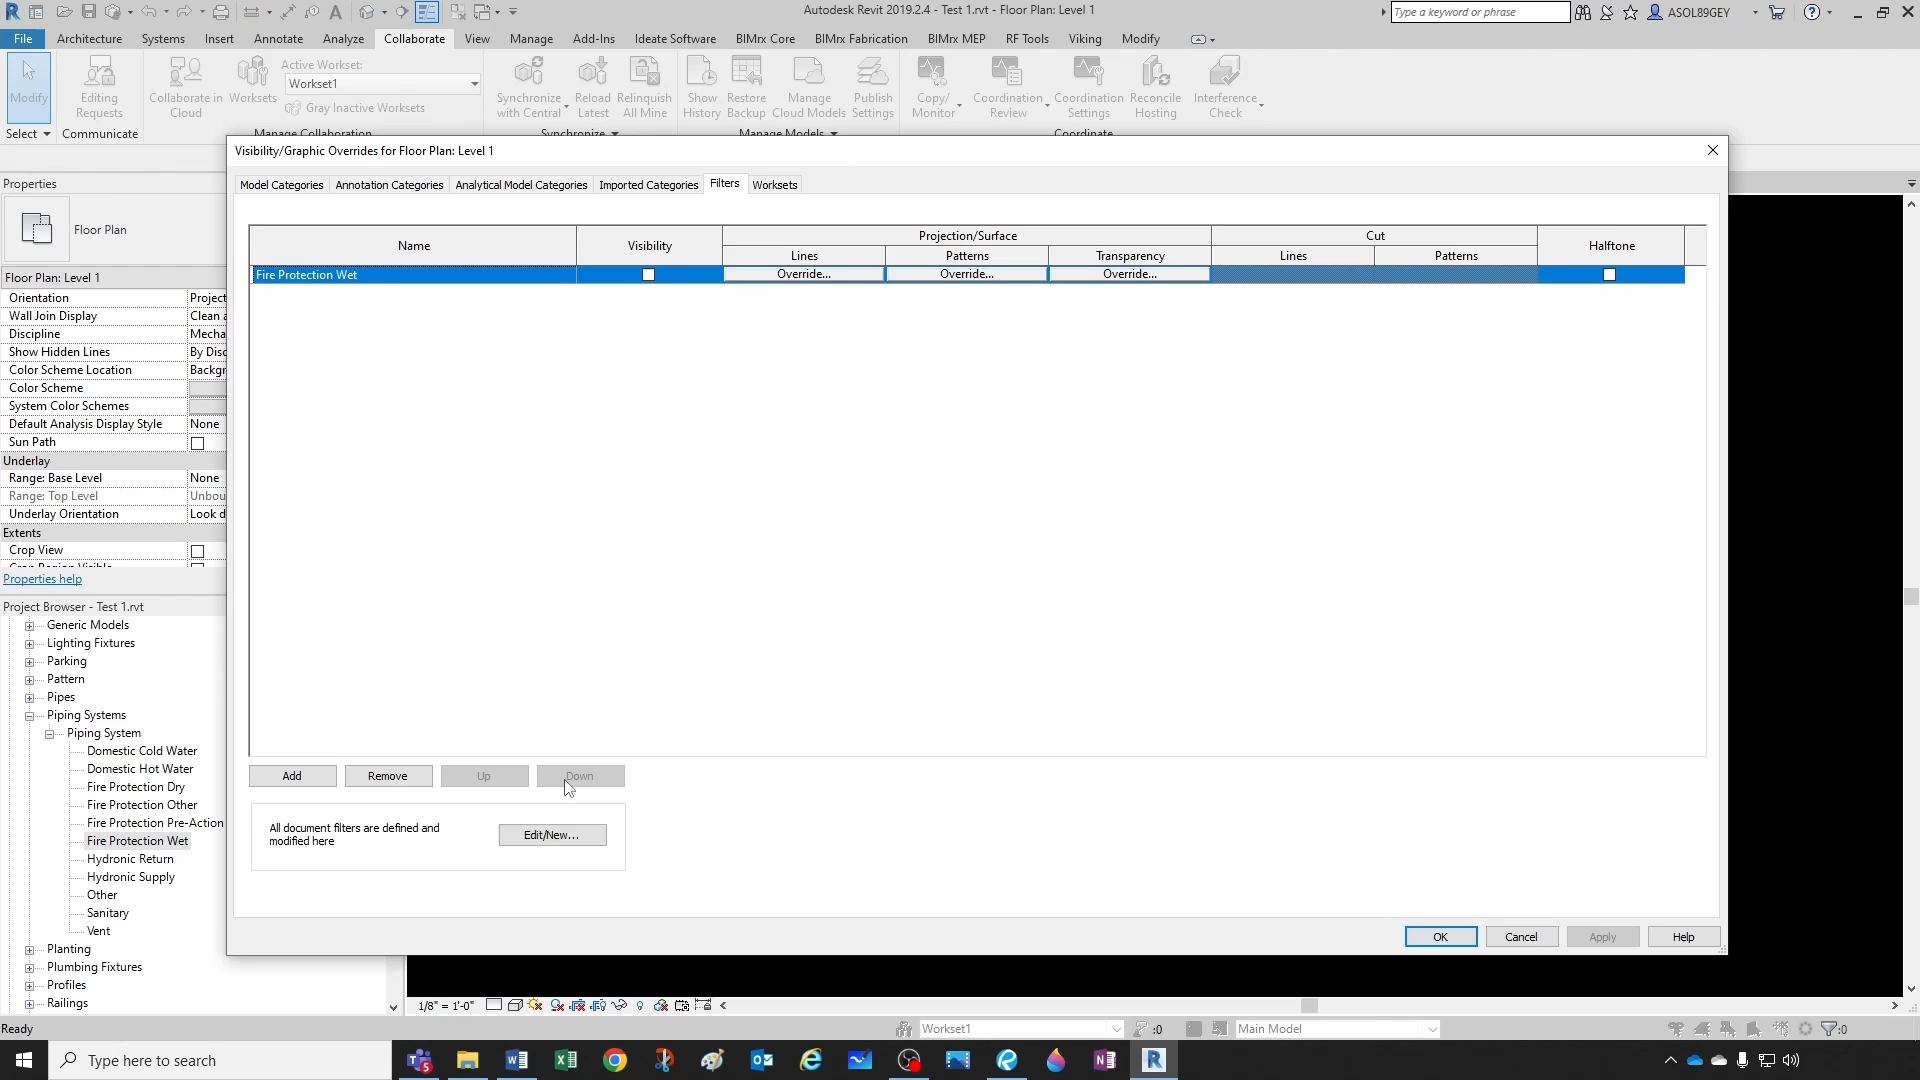 Autodesk Revit 2019.2.4 - Test 1.rvt - Floor Plan: Level 1
Type a keyword or phrase
ASOL89GEY
File Architecture Systems Insert Annotate Analyze Collaborate View Manage Add-Ins Ideate Software BIMrx Core BIMrx Fabrication BIMrx MEP RF Tools Viking Modify
Modify
Editing Requests
Collaborate in Cloud
Worksets
Active Workset:
Workset1
Gray Inactive Worksets
Synchronize with Central
Reload Latest
Relinquish All Mine
Show History
Restore Backup
Manage Cloud Models
Publish Settings
Copy/ Monitor
Coordination Review
Coordination Settings
Reconcile Hosting
Interference Check
Select Communicate Manage Collaboration Synchronize Manage Models Coordinate
Visibility/Graphic Overrides for Floor Plan: Level 1
Model Categories Annotation Categories Analytical Model Categories Imported Categories Filters Worksets
Name Visibility Projection/Surface Cut Halftone
Lines Patterns Transparency Lines Patterns
Fire Protection Wet Override... Override... Override...
Add Remove Up Down
All document filters are defined and
modified here
Edit/New...
OK Cancel Apply Help
Properties
Floor Plan
Floor Plan: Level 1
Orientation Project
Wall Join Display Clean a
Discipline Mecha
Show Hidden Lines By Disc
Color Scheme Location Backgr
Color Scheme
System Color Schemes
Default Analysis Display Style None
Sun Path
Underlay
Range: Base Level None
Range: Top Level Unbou
Underlay Orientation Look d
Extents
Crop View
Crop Region Visible
Properties help
Project Browser - Test 1.rvt
Generic Models
Lighting Fixtures
Parking
Pattern
Pipes
Piping Systems
Piping System
Domestic Cold Water
Domestic Hot Water
Fire Protection Dry
Fire Protection Other
Fire Protection Pre-Action
Fire Protection Wet
Hydronic Return
Hydronic Supply
Other
Sanitary
Vent
Planting
Plumbing Fixtures
Profiles
Railings
1/8" = 1'-0"
Ready
Workset1
:0
Main Model
:0
Type here to search
5